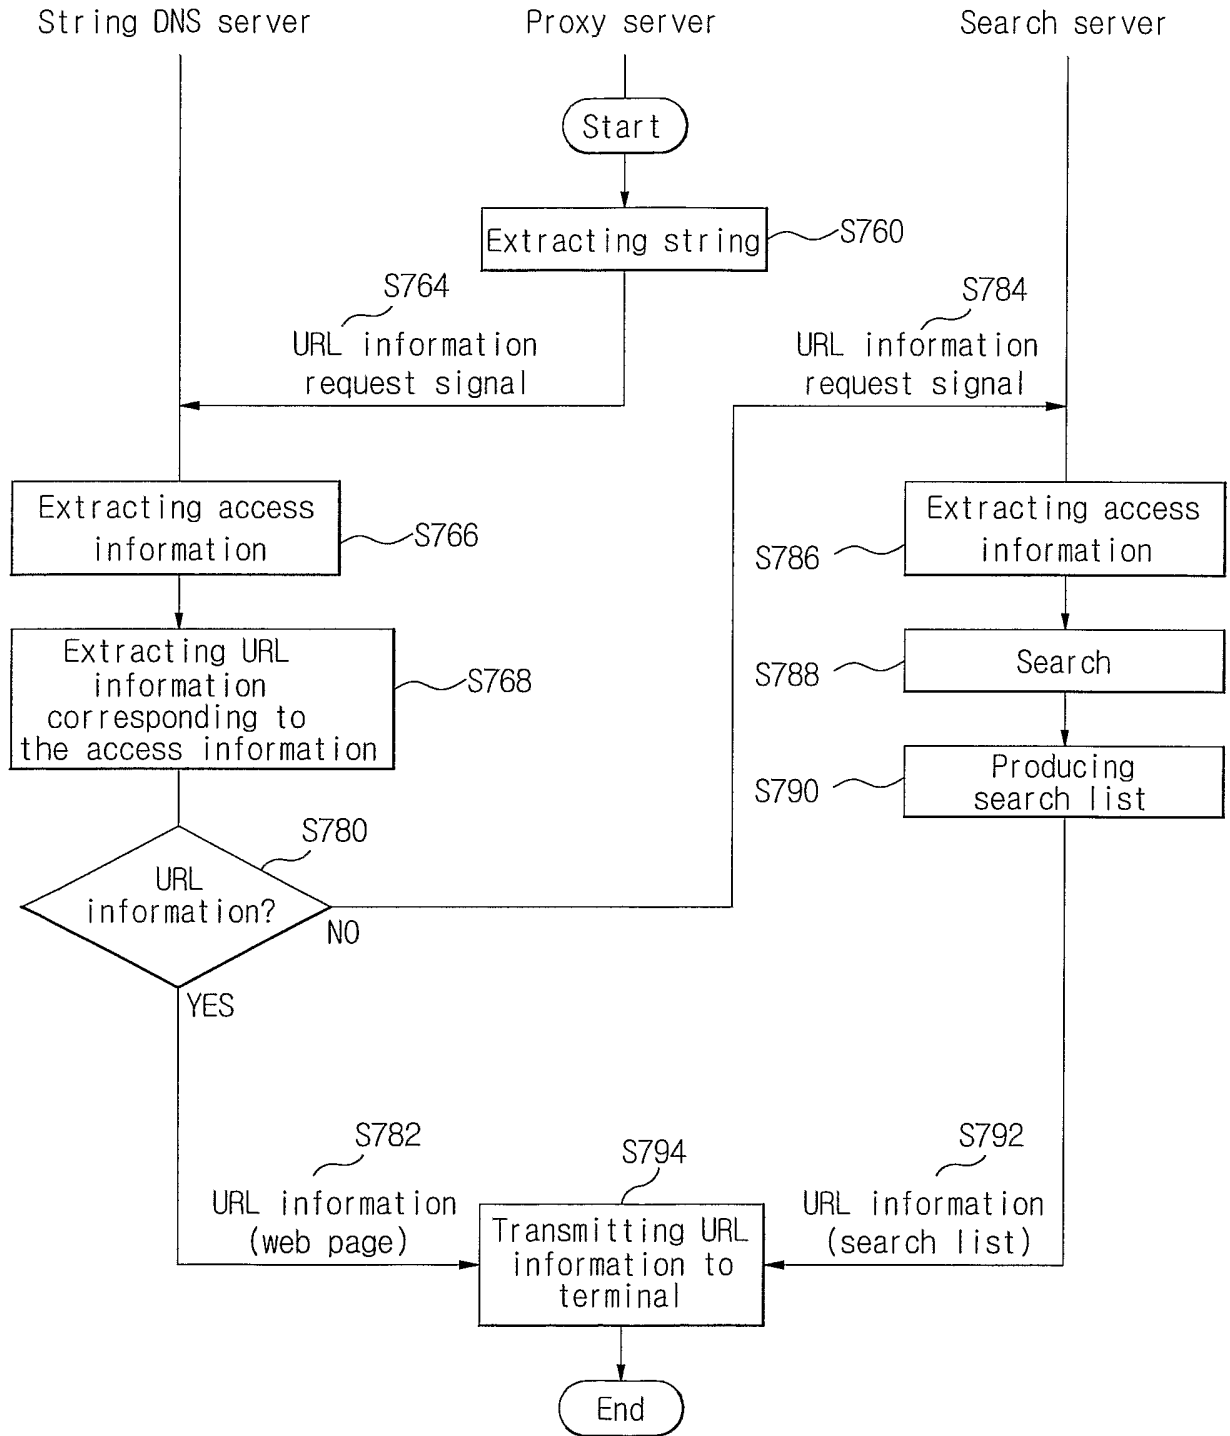 String DNS server
Proxy server
Search server
Start
Extracting string
S760
S764
URL information
request signal
S784
URL information
request signal
Extracting access
information
S766
Extracting URL
information
corresponding to
the access information
S768
S780
URL
information?
NO
YES
Extracting access
information
S786
Search
S788
Producing
search list
S790
S782
URL information
(web page)
S794
Transmitting URL
information to
terminal
S792
URL information
(search list)
End